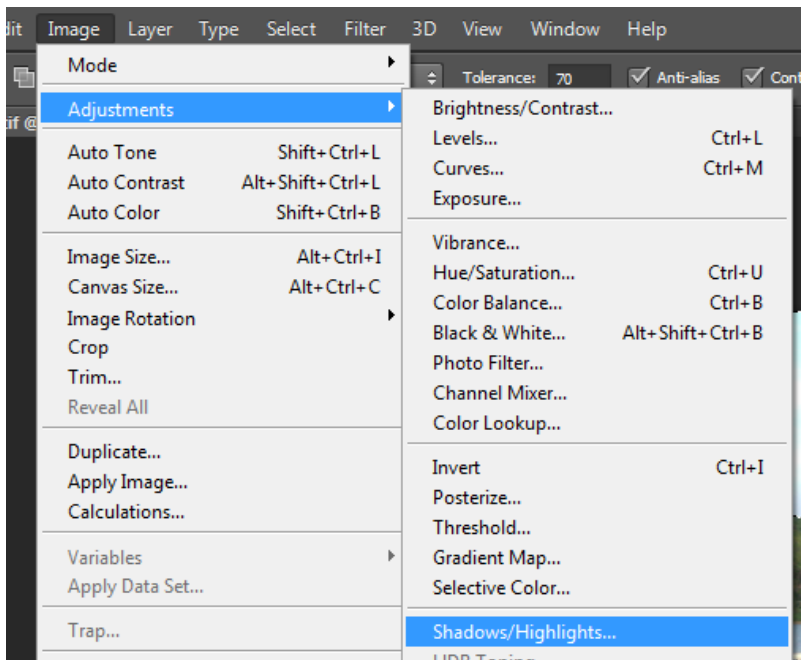 dit Image Layer Type Select Filter 3D View Window Help
Tolerance: 70 Anti-alias Cont
tif @
Mode
Adjustments
Auto Tone Shift+Ctrl+L
Auto Contrast Alt+Shift+Ctrl+L
Auto Color Shift+Ctrl+B
Image Size... Alt+Ctrl+I
Canvas Size... Alt+Ctrl+C
Image Rotation
Crop
Trim...
Reveal All
Duplicate...
Apply Image...
Calculations...
Variables
Apply Data Set...
Trap...
Brightness/Contrast...
Levels... Ctrl+L
Curves... Ctrl+M
Exposure...
Vibrance...
Hue/Saturation... Ctrl+U
Color Balance... Ctrl+B
Black & White... Alt+Shift+Ctrl+B
Photo Filter...
Channel Mixer...
Color Lookup...
Invert Ctrl+I
Posterize...
Threshold...
Gradient Map...
Selective Color...
Shadows/Highlights...